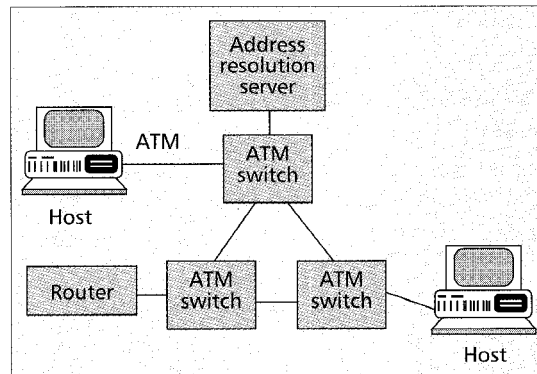 Address
resolution
server
ATM
ATM
switch
Host
Router
ATM
switch
ATM
switch
Host